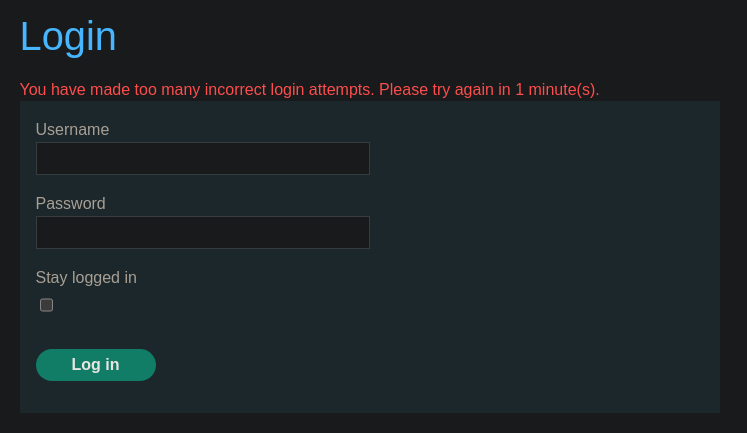 Login
You have made too many incorrect login attempts. Please try again in 1 minute(s).
Username
Password
Stay logged in
Log in